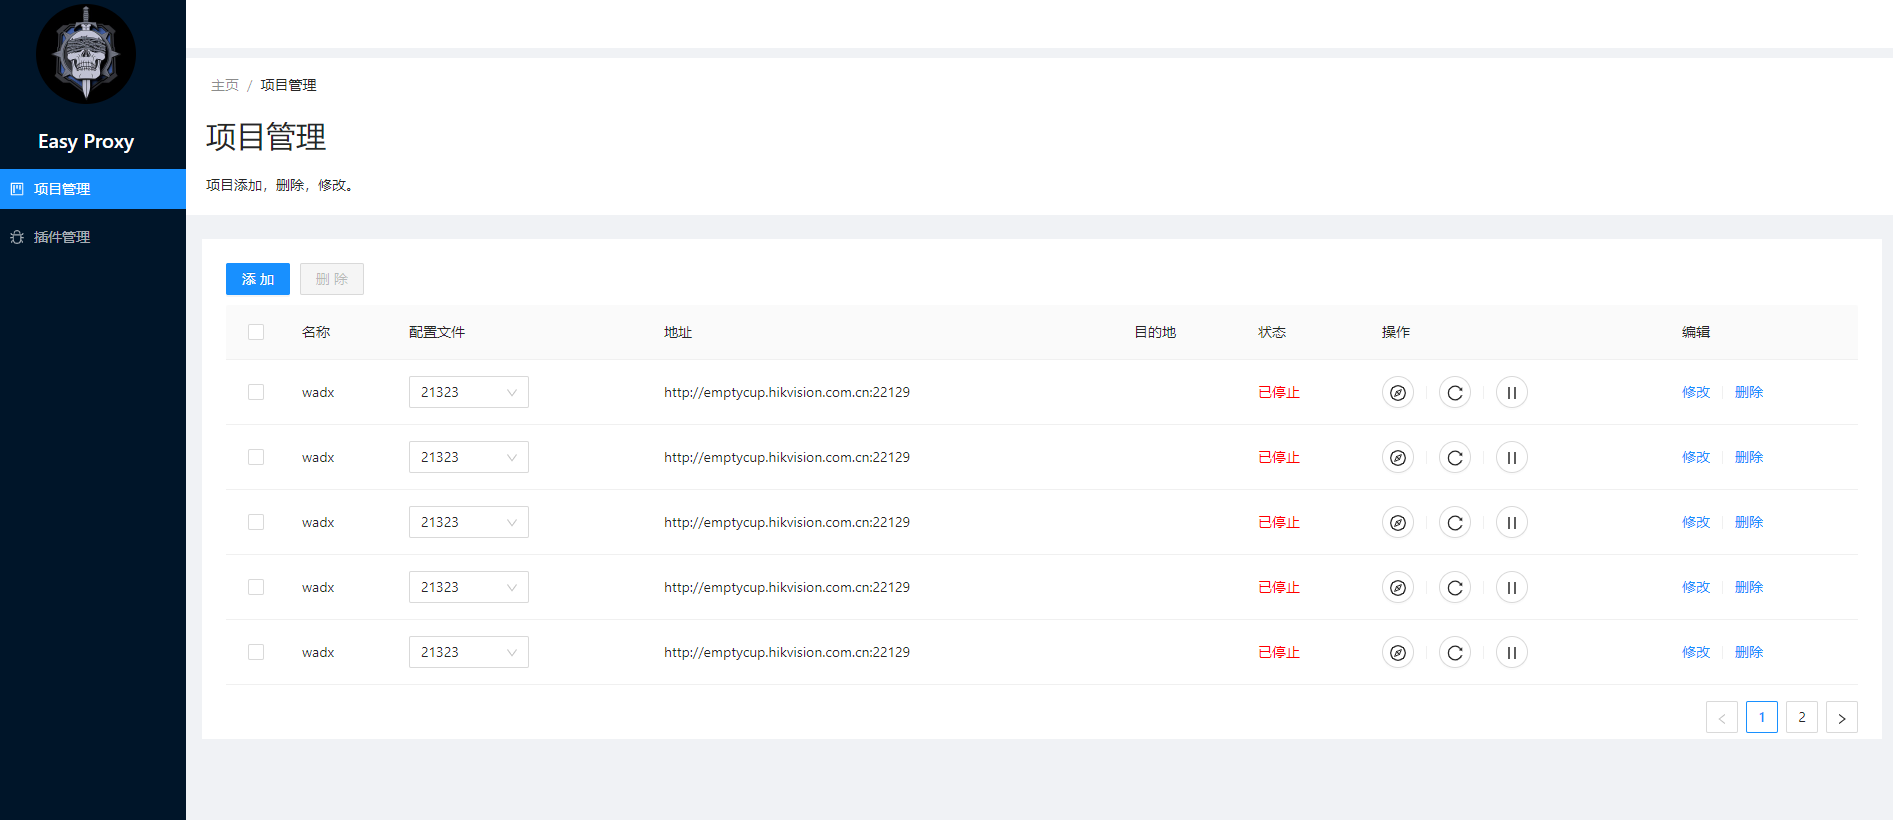 Easy Proxy
项目管理
插件管理
主页 / 项目管理
项目管理
项目添加，删除，修改。
添 加 删 除
名称 配置文件 地址 目的地 状态 操作 编辑
wadx 21323 http://emptycup.hikvision.com.cn:22129 已停止 修改 删除
wadx 21323 http://emptycup.hikvision.com.cn:22129 已停止 修改 删除
wadx 21323 http://emptycup.hikvision.com.cn:22129 已停止 修改 删除
wadx 21323 http://emptycup.hikvision.com.cn:22129 已停止 修改 删除
wadx 21323 http://emptycup.hikvision.com.cn:22129 已停止 修改 删除
< 1 2 >